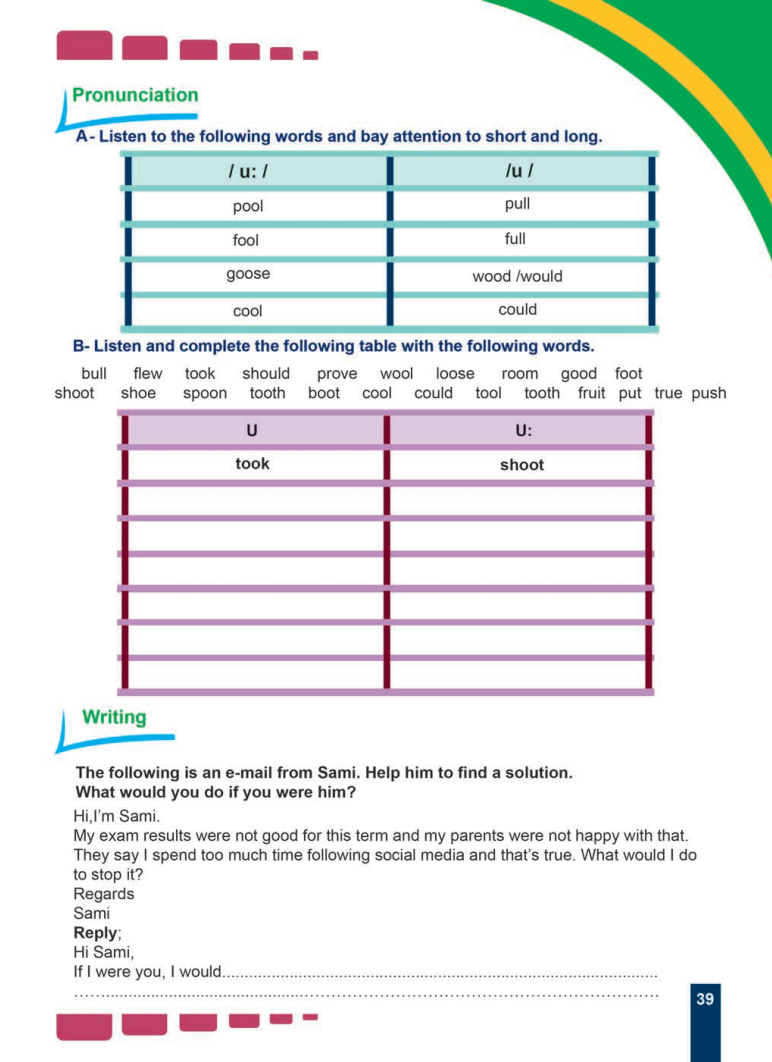 Pronunciation
A- Listen to the following words and bay attention to short and long.
/ u: / /u /
pool pull
fool full
goose wood /would
cool could
B- Listen and complete the following table with the following words.
bull flew took should prove wool loose room good foot
shoot shoe spoon tooth boot cool could tool tooth fruit put true push
U U:
took shoot
Writing
The following is an e-mail from Sami. Help him to find a solution.
What would you do if you were him?
Hi,I'm Sami.
My exam results were not good for this term and my parents were not happy with that.
They say I spend too much time following social media and that's true. What would I do
to stop it?
Regards
Sami
Reply;
Hi Sami,
If I were you, I would.................................................................................................
……...............................................……………………………………………………………
39